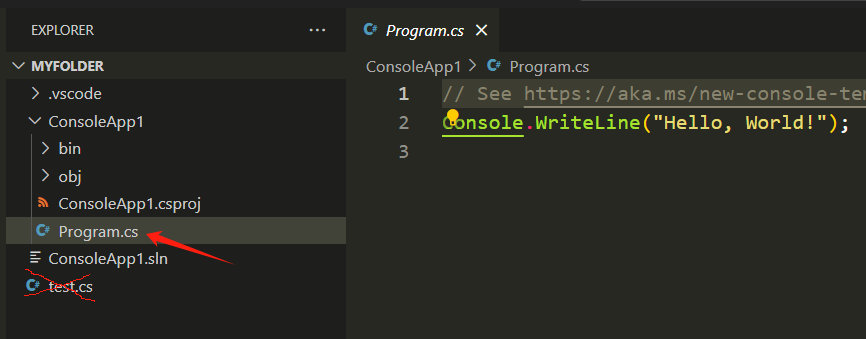 EXPLORER
···
MYFOLDER
.vscode
ConsoleApp1
bin
obj
ConsoleApp1.csproj
C# Program.cs
ConsoleApp1.sln
C# test.cs
C# Program.cs ×
ConsoleApp1 > C# Program.cs
1 // See https://aka.ms/new-console-tem
2 Console.WriteLine("Hello, World!");
3